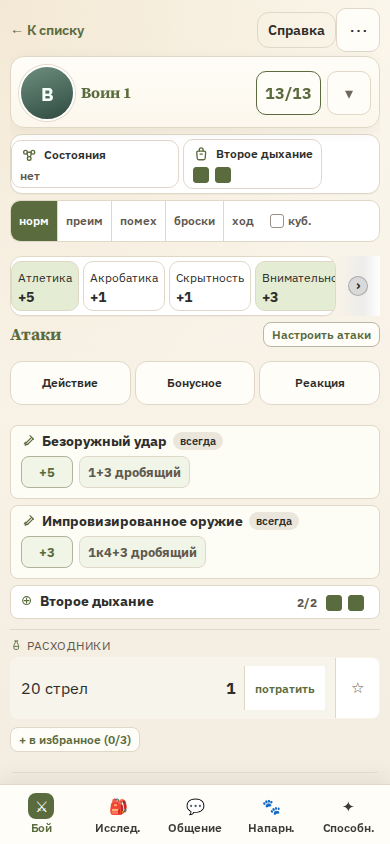 ← К списку
Справка
...
В
Воин 1
13/13
▾
Состояния
нет
Второе дыхание
норм
преим
помех
броски
ход
куб.
Атлетика
+5
Акробатика
+1
Скрытность
+1
Внимательно
+3
›
Атаки
Настроить атаки
Действие
Бонусное
Реакция
Безоружный удар
всегда
+5
1+3 дробящий
Импровизированное оружие
всегда
+3
1к4+3 дробящий
Второе дыхание
2/2
РАСХОДНИКИ
20 стрел
1
потратить
☆
+ в избранное (0/3)
Бой
Исслед.
Общение
Напарн.
Способн.